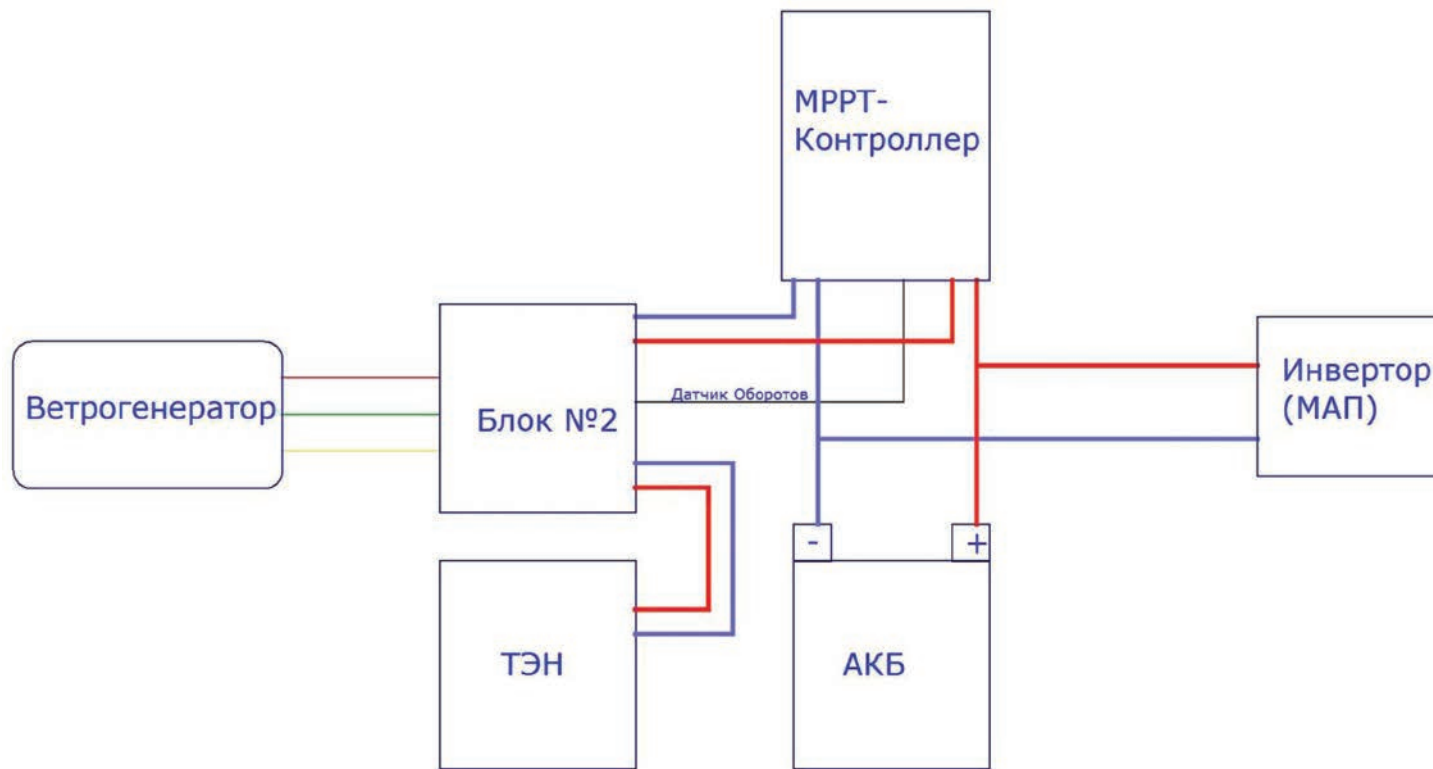 МРРТ-
Контроллер
Ветрогенератор
Блок №2
Датчик Оборотов
Инвертор
(МАП)
-
+
ТЭН
АКБ